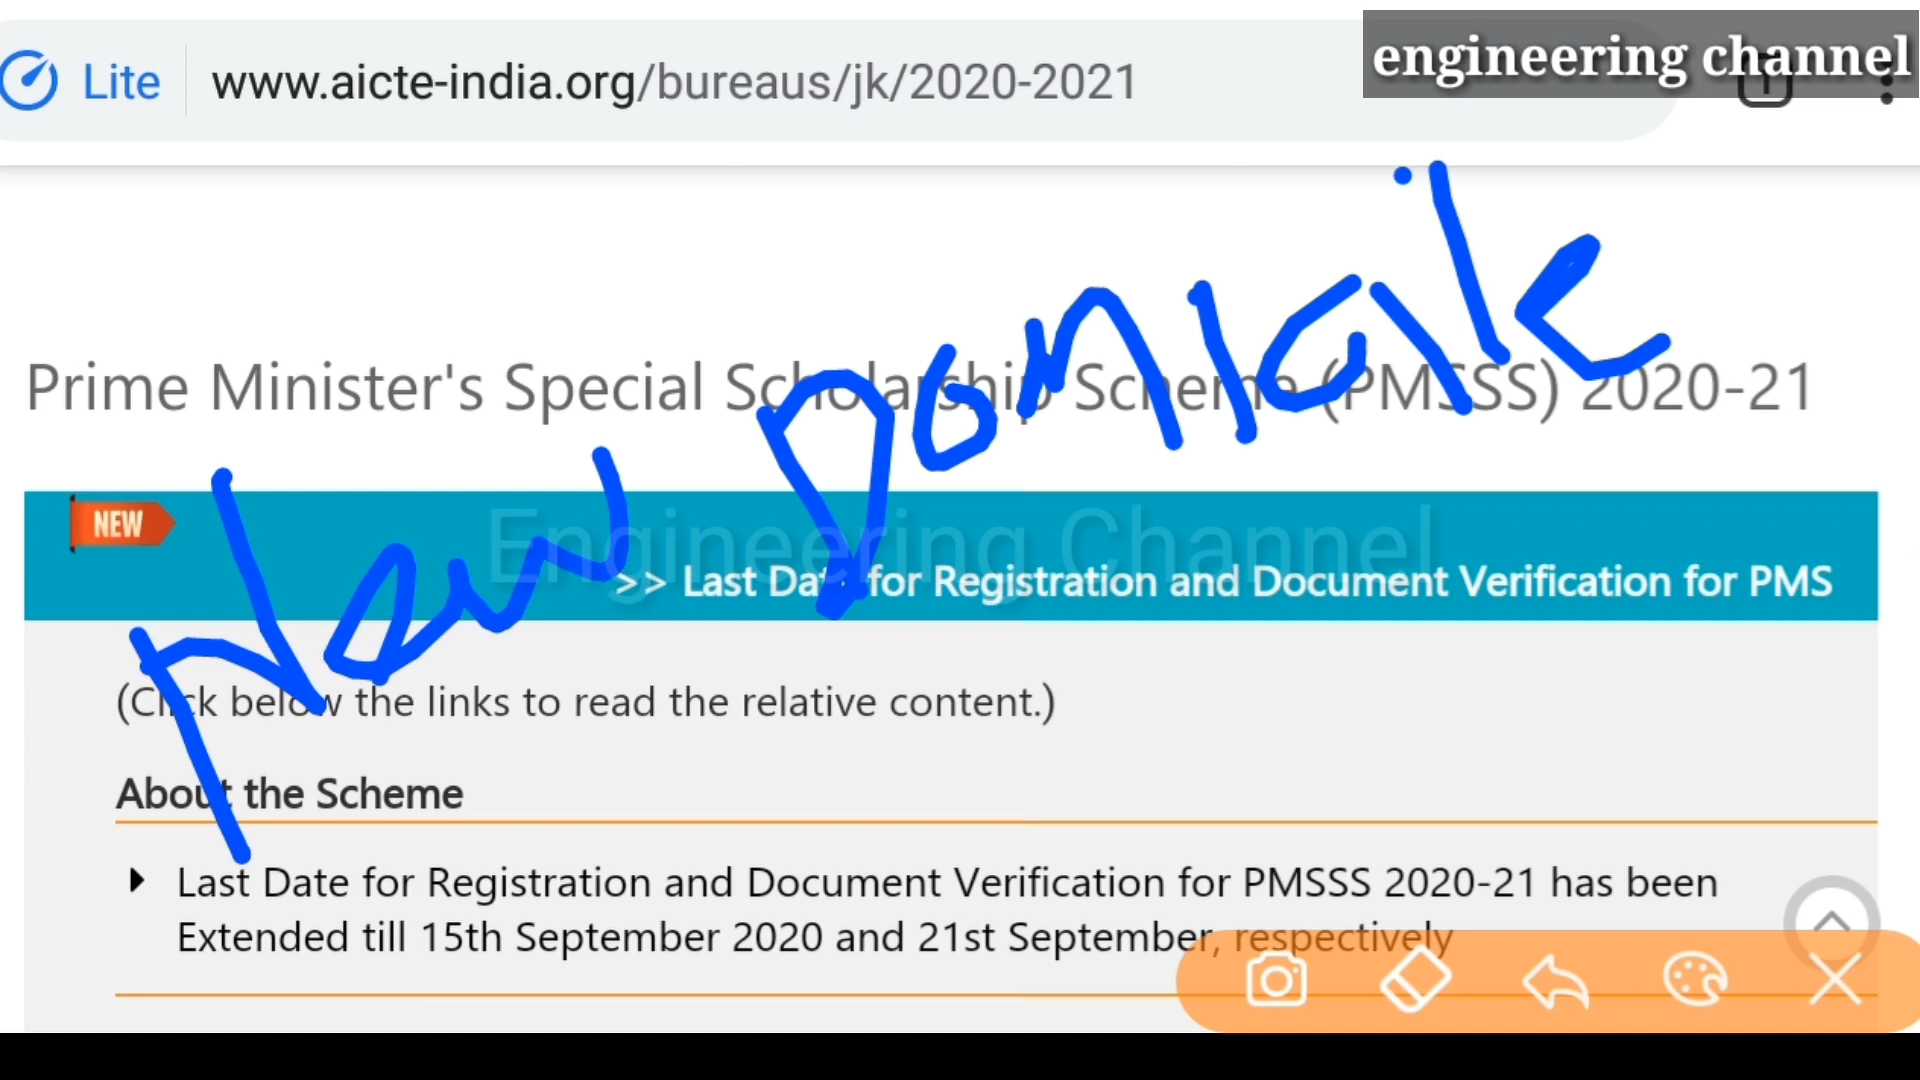 engineering channel
Lite
www.aicte-india.org/bureaus/jk/2020-2021
1
Prime Minister's Special Scholarship Scheme (PMSSS) 2020-21
New Domicile
NEW
Engineering Channel
>> Last Date for Registration and Document Verification for PMS
(Click below the links to read the relative content.)
About the Scheme
Last Date for Registration and Document Verification for PMSSS 2020-21 has been
Extended till 15th September 2020 and 21st September, respectively